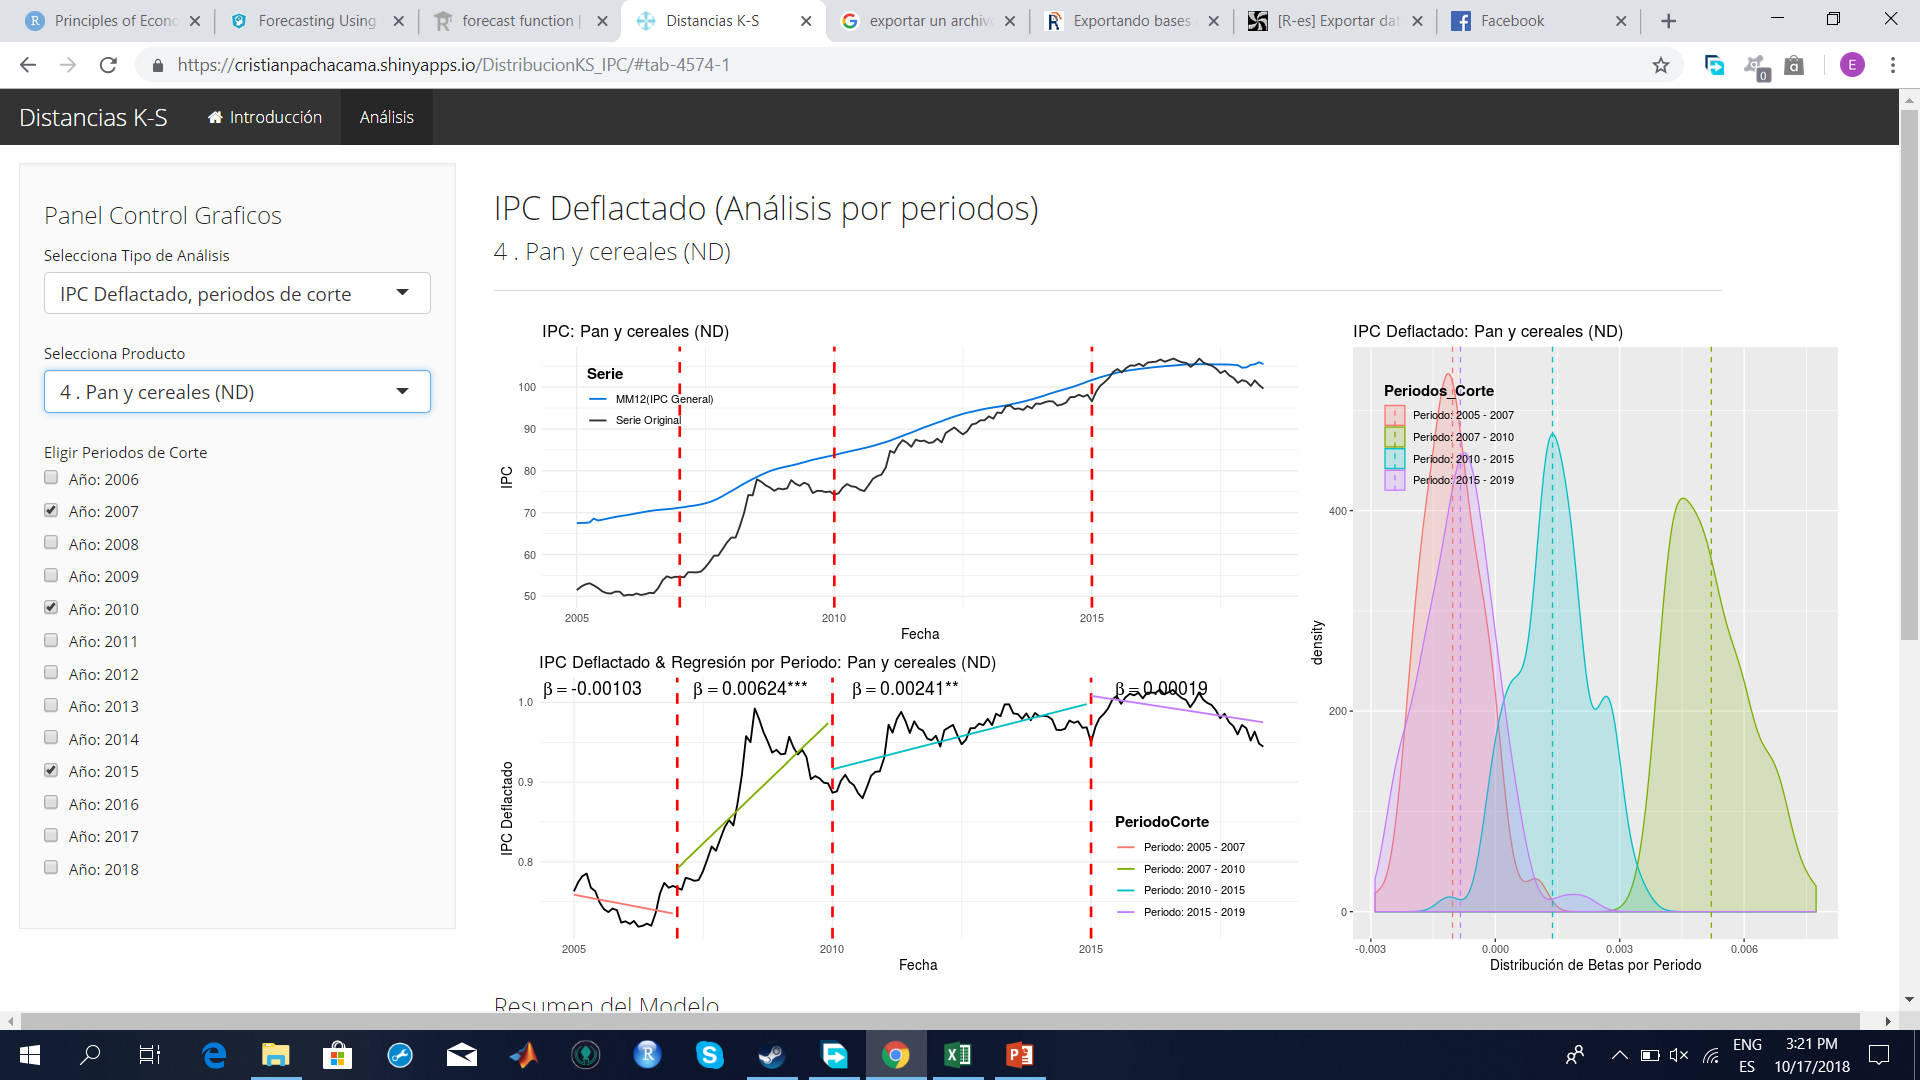 Principles of Econo
Forecasting Using
forecast function |
Distancias K-S
exportar un archivo
Exportando bases
[R-es] Exportar dat
Facebook
https://cristianpachacama.shinyapps.io/DistribucionKS_IPC/#tab-4574-1
0
E
Distancias K-S
Introducción
Análisis
Panel Control Graficos
Selecciona Tipo de Análisis
IPC Deflactado, periodos de corte
Selecciona Producto
4 . Pan y cereales (ND)
Eligir Periodos de Corte
Año: 2006
Año: 2007
Año: 2008
Año: 2009
Año: 2010
Año: 2011
Año: 2012
Año: 2013
Año: 2014
Año: 2015
Año: 2016
Año: 2017
Año: 2018
IPC Deflactado (Análisis por periodos)
4 . Pan y cereales (ND)
IPC: Pan y cereales (ND)
Serie
MM12(IPC General)
Serie Original
100
90
80
70
60
50
IPC
2005
2010
2015
Fecha
IPC Deflactado & Regresión por Periodo: Pan y cereales (ND)
β = -0.00103
β = 0.00624***
β = 0.00241**
β = 0.00019
1.0
0.9
0.8
IPC Deflactado
PeriodoCorte
Periodo: 2005 - 2007
Periodo: 2007 - 2010
Periodo: 2010 - 2015
Periodo: 2015 - 2019
2005
2010
2015
Fecha
IPC Deflactado: Pan y cereales (ND)
Periodos_Corte
Periodo: 2005 - 2007
Periodo: 2007 - 2010
Periodo: 2010 - 2015
Periodo: 2015 - 2019
400
200
0
density
-0.003
0.000
0.003
0.006
Distribución de Betas por Periodo
Resumen del Modelo
ENG
ES
3:21 PM
10/17/2018